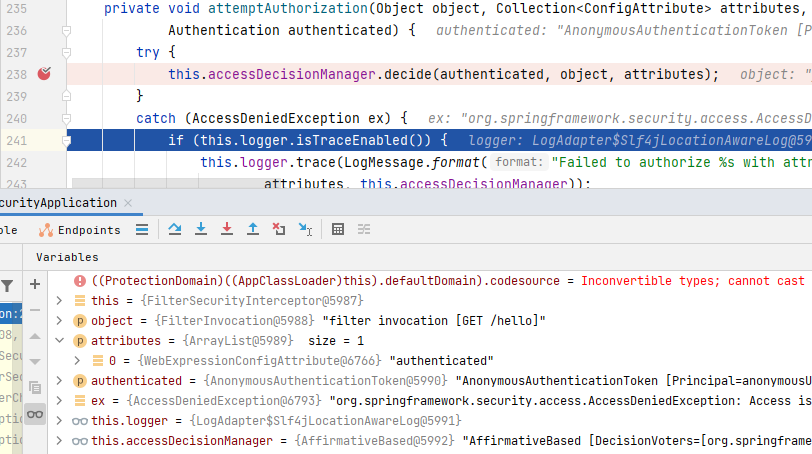 235 private void attemptAuthorization(Object object, Collection<ConfigAttribute> attributes,
236 Authentication authenticated) { authenticated: "AnonymousAuthenticationToken [P
237 try {
238 this.accessDecisionManager.decide(authenticated, object, attributes); object: "
239 }
240 catch (AccessDeniedException ex) { ex: "org.springframework.security.access.AccessD
241 if (this.logger.isTraceEnabled()) { logger: LogAdapter$Slf4jLocationAwareLog@59
242 this.logger.trace(LogMessage.format( format: "Failed to authorize %s with attr
243 attributes, this.accessDecisionManager));
curityApplication ×
ole Endpoints
Variables
((ProtectionDomain)((AppClassLoader)this).defaultDomain).codesource = Inconvertible types; cannot cast
this = {FilterSecurityInterceptor@5987}
object = {FilterInvocation@5988} "filter invocation [GET /hello]"
attributes = {ArrayList@5989} size = 1
0 = {WebExpressionConfigAttribute@6766} "authenticated"
authenticated = {AnonymousAuthenticationToken@5990} "AnonymousAuthenticationToken [Principal=anonymousU
ex = {AccessDeniedException@6793} "org.springframework.security.access.AccessDeniedException: Access is
this.logger = {LogAdapter$Slf4jLocationAwareLog@5991}
this.accessDecisionManager = {AffirmativeBased@5992} "AffirmativeBased [DecisionVoters=[org.springframe